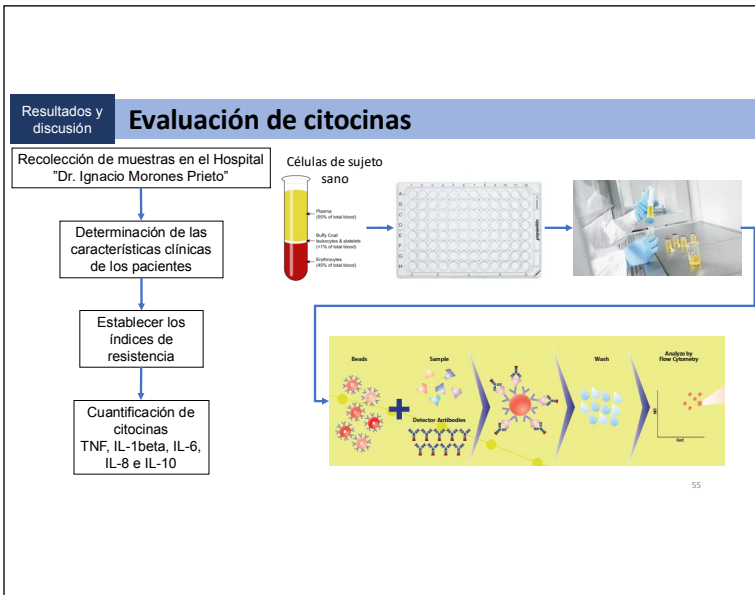 Resultados y
discusión
Evaluación de citocinas
Recolección de muestras en el Hospital
"Dr. Ignacio Morones Prieto"
Determinación de las
características clínicas
de los pacientes
Establecer los
índices de
resistencia
Cuantificación de
citocinas
TNF, IL-1beta, IL-6,
IL-8 e IL-10
Células de sujeto
sano
Plasma
(55% of total blood)
Buffy Coat
leukocytes & platelets
(<1% of total blood)
Erythrocytes
(45% of total blood)
A
B
C
D
E
F
G
H
eppendorf
Beads
Sample
Detector Antibodies
Wash
Analyze by
Flow Cytometry
Red
55